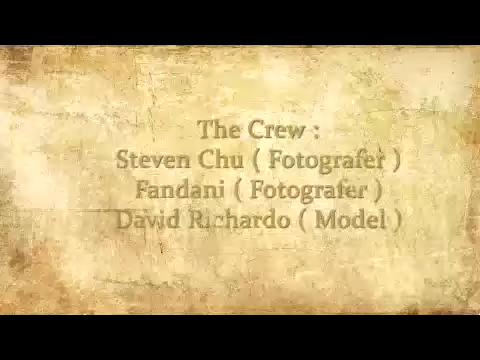 The Crew :
Steven Chu ( Fotografer )
Fandani ( Fotografer )
David Richardo ( Model )